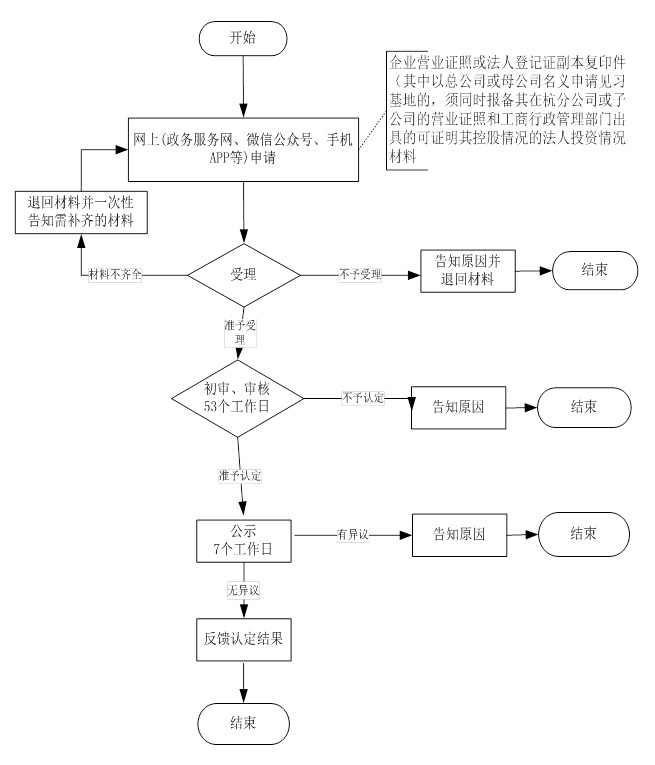 开始
企业营业证照或法人登记证副本复印件
（其中以总公司或母公司名义申请见习
基地的，须同时报备其在杭分公司或子
公司的营业证照和工商行政管理部门出
具的可证明其控股情况的法人投资情况
材料
网上(政务服务网、微信公众号、手机
APP等)申请
退回材料并一次性
告知需补齐的材料
材料不齐全
受理
不予受理
告知原因并
退回材料
结束
准予受
理
初审、审核
53个工作日
不予认定
告知原因
结束
准予认定
公示
7个工作日
有异议
告知原因
结束
无异议
反馈认定结果
结束